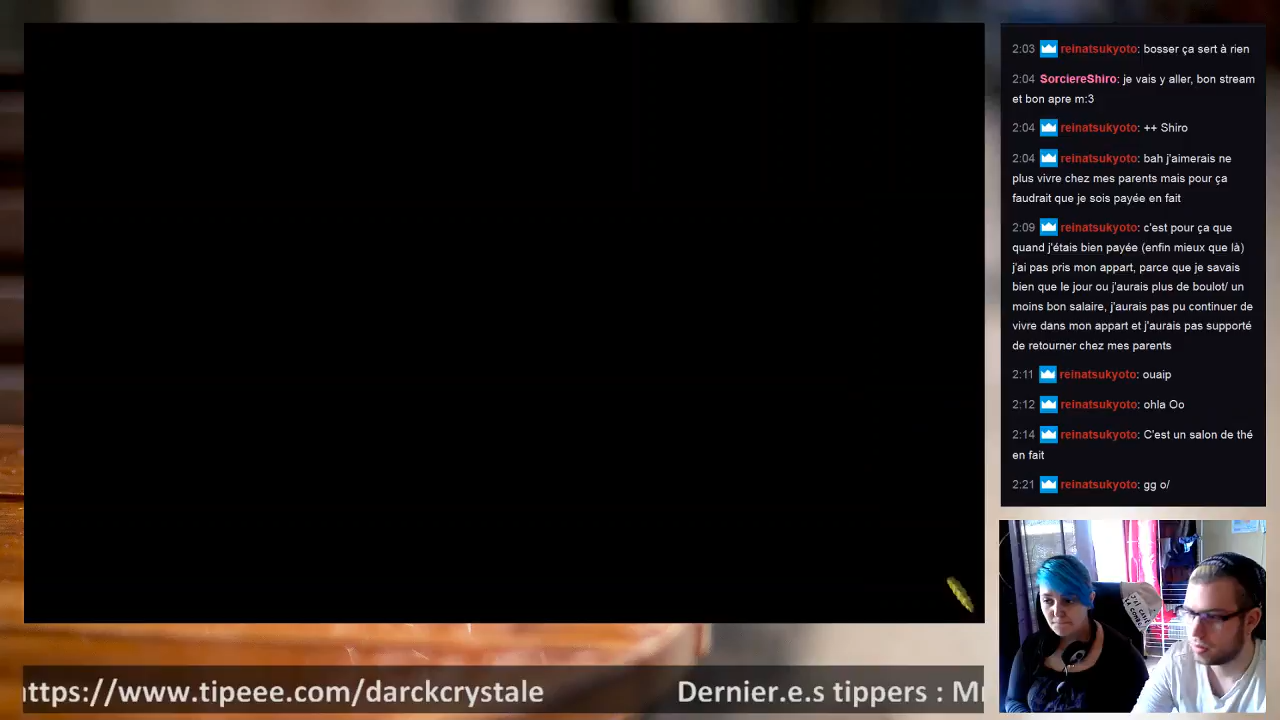 2:03 reinatsukyoto: bosser ça sert à rien
2:04 SorciereShiro: je vais y aller, bon stream
et bon apre m:3
2:04 reinatsukyoto: ++ Shiro
2:04 reinatsukyoto: bah j'aimerais ne
plus vivre chez mes parents mais pour ça
faudrait que je sois payée en fait
2:09 reinatsukyoto: c'est pour ça que
quand j'étais bien payée (enfin mieux que là)
j'ai pas pris mon appart, parce que je savais
bien que le jour ou j'aurais plus de boulot/ un
moins bon salaire, j'aurais pas pu continuer de
vivre dans mon appart et j'aurais pas supporté
de retourner chez mes parents
2:11 reinatsukyoto: ouaip
2:12 reinatsukyoto: ohla Oo
2:14 reinatsukyoto: C'est un salon de thé
en fait
2:21 reinatsukyoto: gg o/
ttps://www.tipeee.com/darckcrystale Dernier.e.s tippers : M